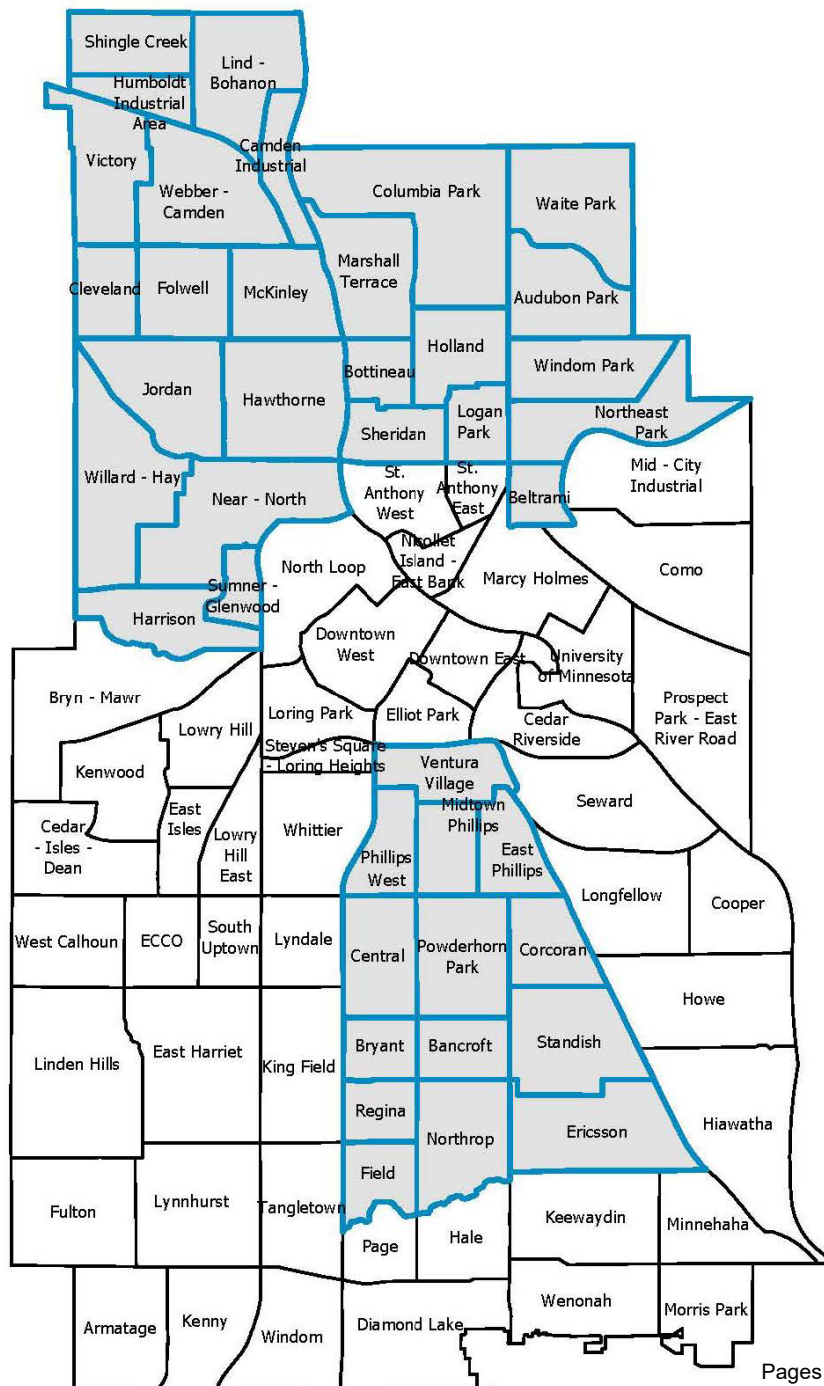 Shingle Creek
Lind -
Bohanon
Humboldt
Industrial
Area
Camden
Industrial
Victory
Webber -
Camden
Columbia Park
Waite Park
Marshall
Terrace
Cleveland
Folwell
McKinley
Audubon Park
Holland
Bottineau
Windom Park
Jordan
Hawthorne
Logan
Park
Northeast
Park
Sheridan
Willard - Hay
St.
Anthony
West
St.
Anthony
East
Beltrami
Mid - City
Industrial
Near - North
Nicollet
Island -
East Bank
North Loop
Marcy Holmes
Como
Sumner -
Glenwood
Harrison
Downtown
West
Downtown East
University
of Minnesota
Bryn - Mawr
Prospect
Park - East
River Road
Loring Park
Elliot Park
Cedar
Riverside
Lowry Hill
Steven's Square
- Loring Heights
Kenwood
Ventura
Village
Seward
East
Isles
Midtown
Phillips
Cedar
- Isles -
Dean
Lowry
Hill
East
Whittier
Phillips
West
East
Phillips
Longfellow
Cooper
West Calhoun
ECCO
South
Uptown
Lyndale
Central
Powderhorn
Park
Corcoran
Howe
Linden Hills
East Harriet
King Field
Bryant
Bancroft
Standish
Regina
Northrop
Ericsson
Hiawatha
Field
Fulton
Lynnhurst
Tangletown
Page
Hale
Keewaydin
Minnehaha
Armatage
Kenny
Windom
Diamond Lake
Wenonah
Morris Park
Pages